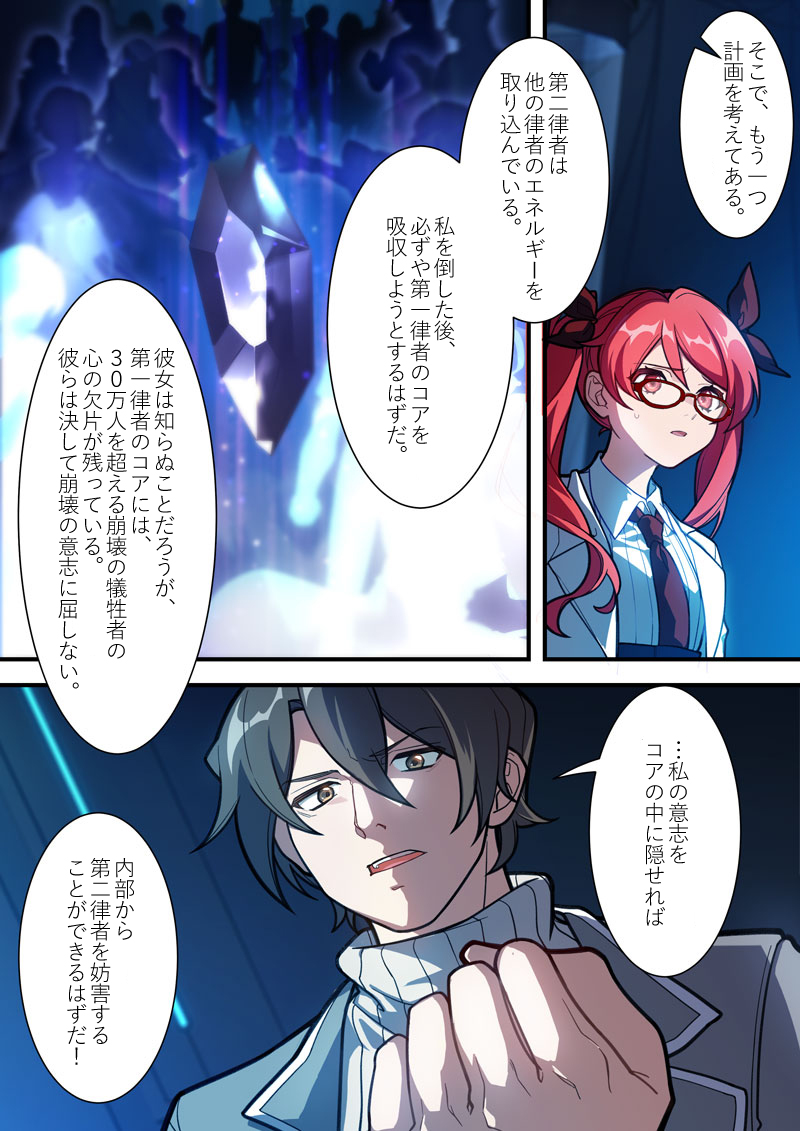 そこで、もう一つ
計画を考えてある。
第二律者は
他の律者のエネルギーを
取り込んでいる。
私を倒した後、
必ずや第一律者のコアを
吸収しようとするはずだ。
彼女は知らぬことだろうが、
第一律者のコアには、
30万人を超える崩壊の犠牲者の
心の欠片が残っている。
彼らは決して崩壊の意志に屈しない。
…私の意志を
コアの中に隠せれば
内部から
第二律者を妨害する
ことができるはずだ！